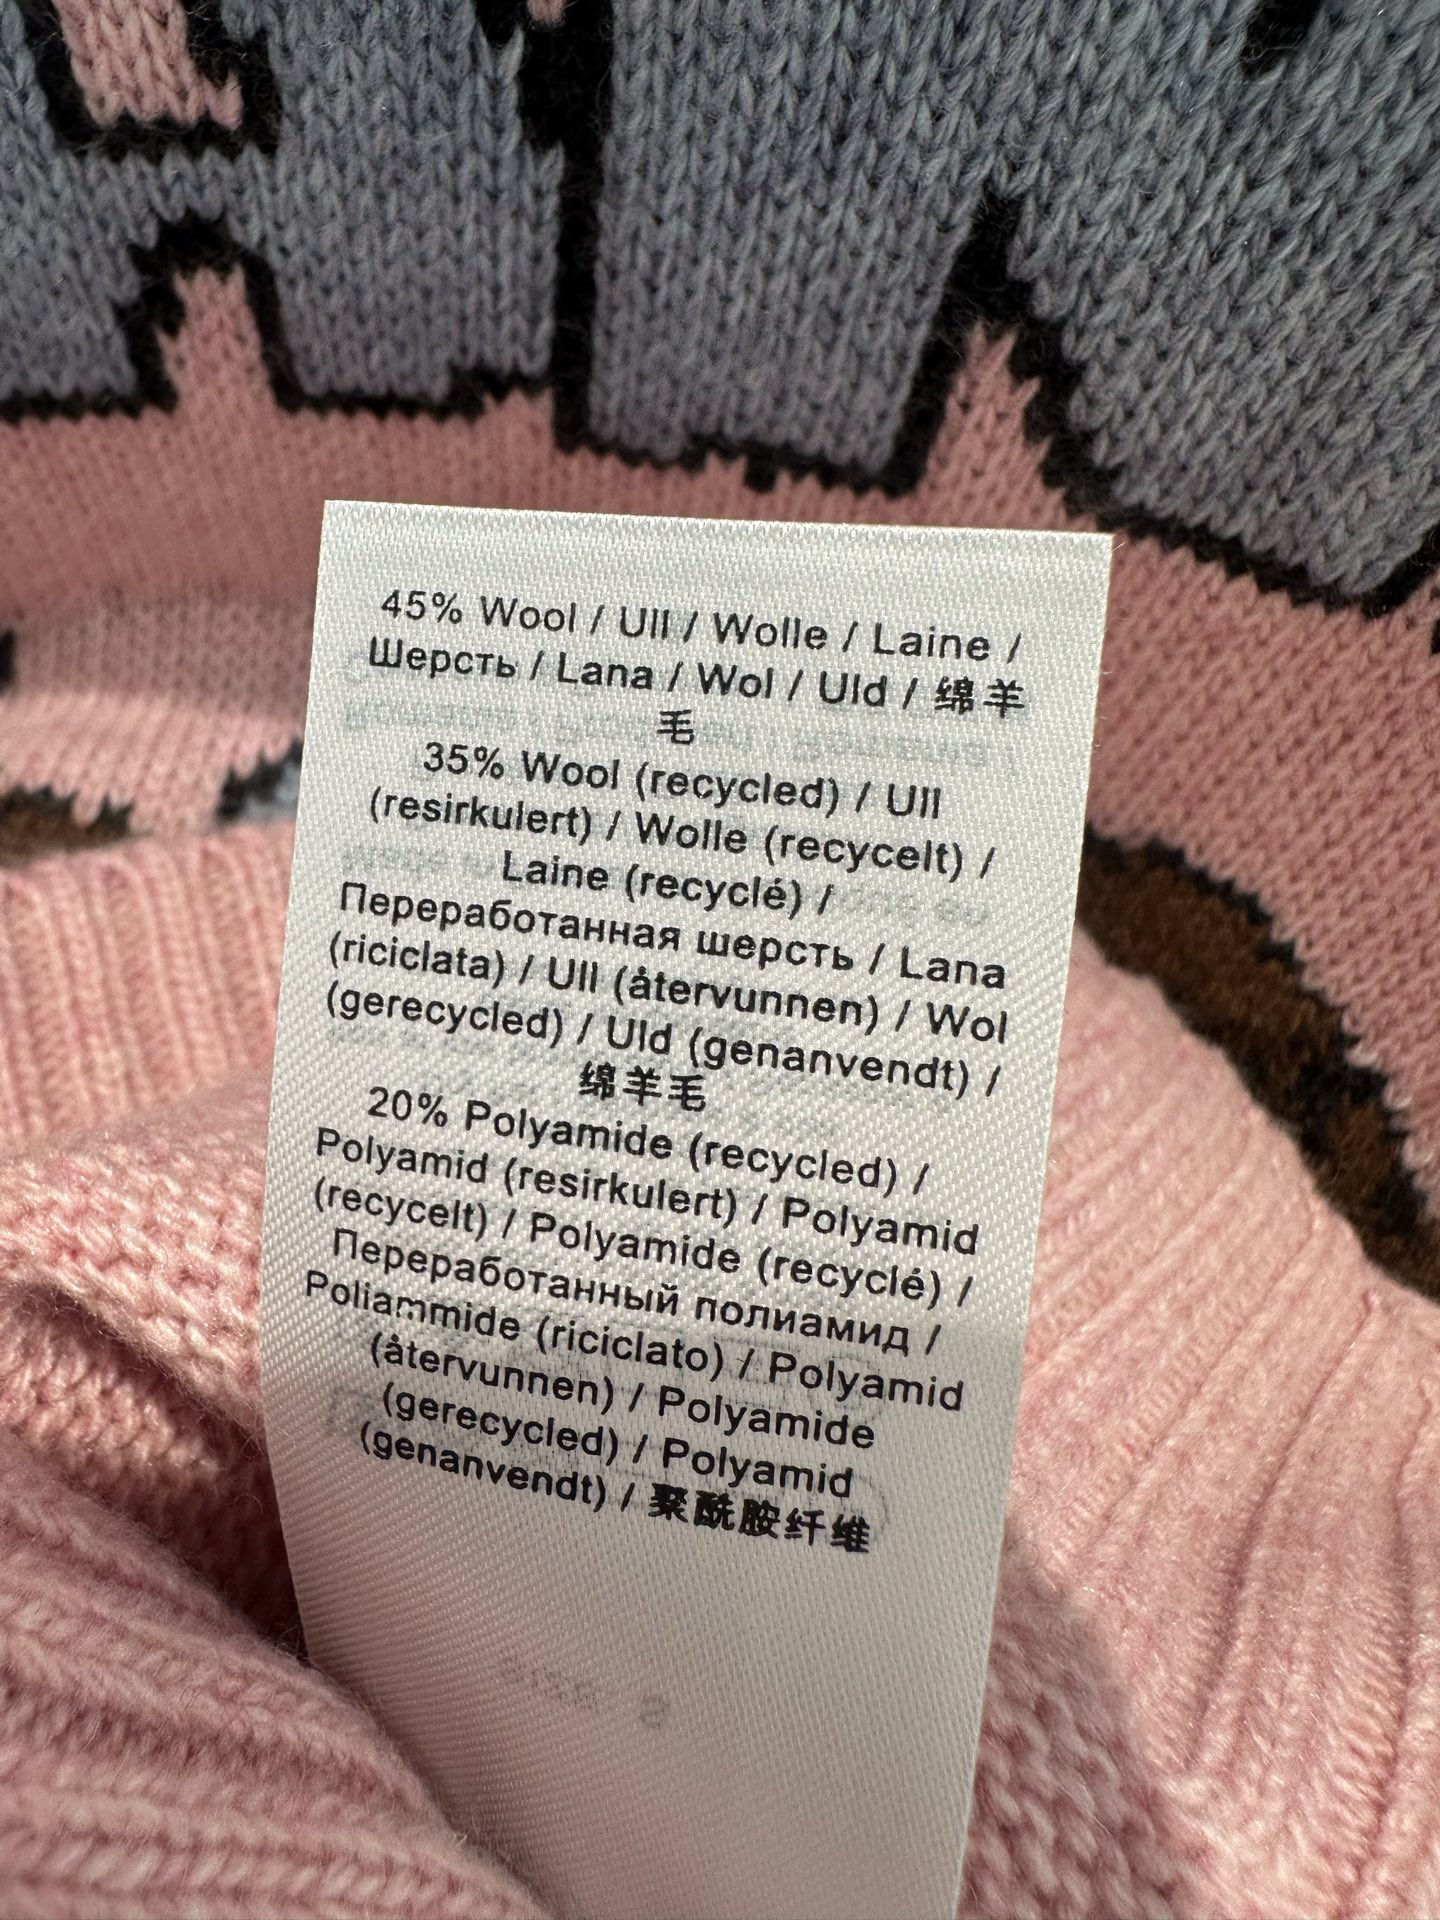 45% Wool / Ull / Wolle / Laine /
Шерсть / Lana / Wol / Uld / 绵羊
毛
35% Wool (recycled) / Ull
(resirkulert) / Wolle (recycelt) /
Laine (recyclé) /
Переработанная шерсть / Lana
(riciclata) / Ull (återvunnen) / Wol
(gerecycled) / Uld (genanvendt) /
绵羊毛
20% Polyamide (recycled) /
Polyamid (resirkulert) / Polyamid
(recycelt) / Polyamide (recyclé) /
Переработанный полиамид /
Poliammide (riciclato) / Polyamid
(återvunnen) / Polyamide
(gerecycled) / Polyamid
(genanvendt) / 聚酰胺纤维